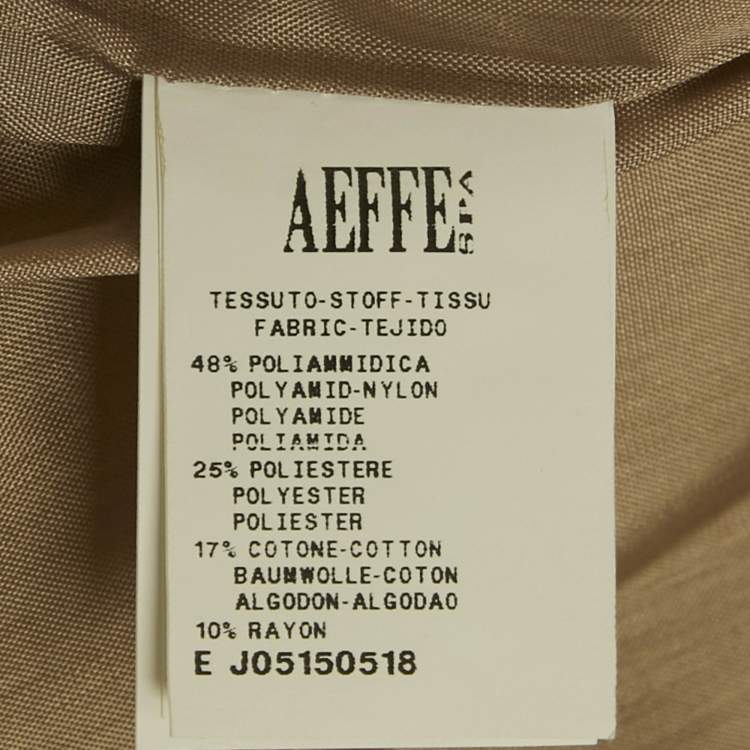 AEFFE SPA
TESSUTO-STOFF-TISSU
FABRIC-TEJIDO
48% POLIAMMIDICA
POLYAMID-NYLON
POLYAMIDE
POLIAMIDA
25% POLIESTERE
POLYESTER
POLIESTER
17% COTONE-COTTON
BAUMWOLLE-COTON
ALGODON-ALGODAO
10% RAYON
E J05150518